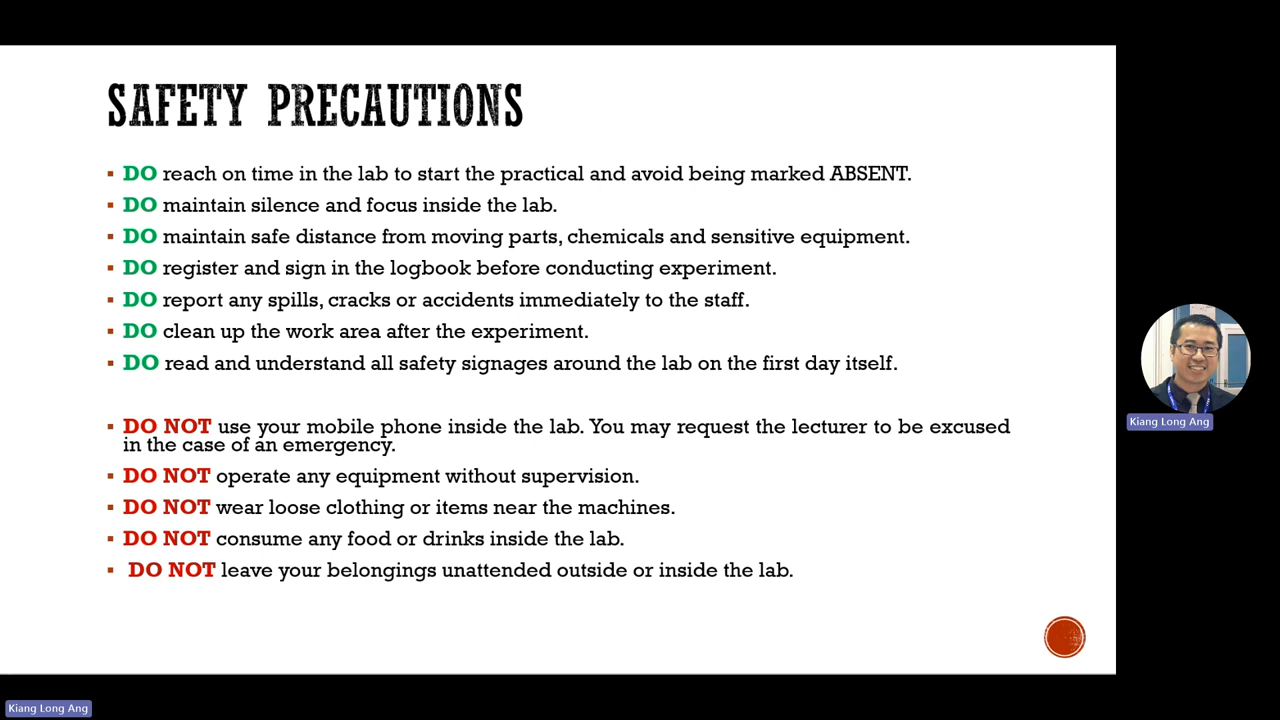 SAFETY PRECAUTIONS
▪ DO reach on time in the lab to start the practical and avoid being marked ABSENT.
▪ DO maintain silence and focus inside the lab.
▪ DO maintain safe distance from moving parts, chemicals and sensitive equipment.
▪ DO register and sign in the logbook before conducting experiment.
▪ DO report any spills, cracks or accidents immediately to the staff.
▪ DO clean up the work area after the experiment.
▪ DO read and understand all safety signages around the lab on the first day itself.
▪ DO NOT use your mobile phone inside the lab. You may request the lecturer to be excused
in the case of an emergency.
▪ DO NOT operate any equipment without supervision.
▪ DO NOT wear loose clothing or items near the machines.
▪ DO NOT consume any food or drinks inside the lab.
▪ DO NOT leave your belongings unattended outside or inside the lab.
Kiang Long Ang
Kiang Long Ang